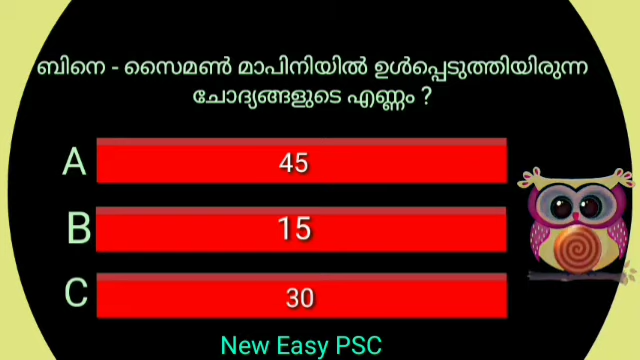 ബിനെ - സൈമൺ മാപിനിയിൽ ഉൾപ്പെടുത്തിയിരുന്ന
ചോദ്യങ്ങളുടെ എണ്ണം ?
A 45
B 15
C 30
New Easy PSC